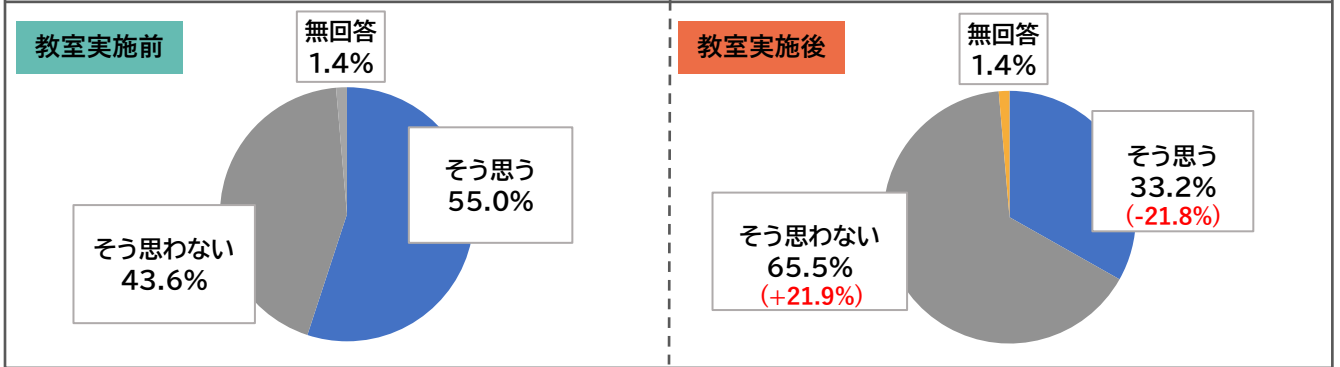 教室実施前
無回答
1.4%
そう思う
55.0%
そう思わない
43.6%
教室実施後
無回答
1.4%
そう思う
33.2%
(-21.8%)
そう思わない
65.5%
(+21.9%)